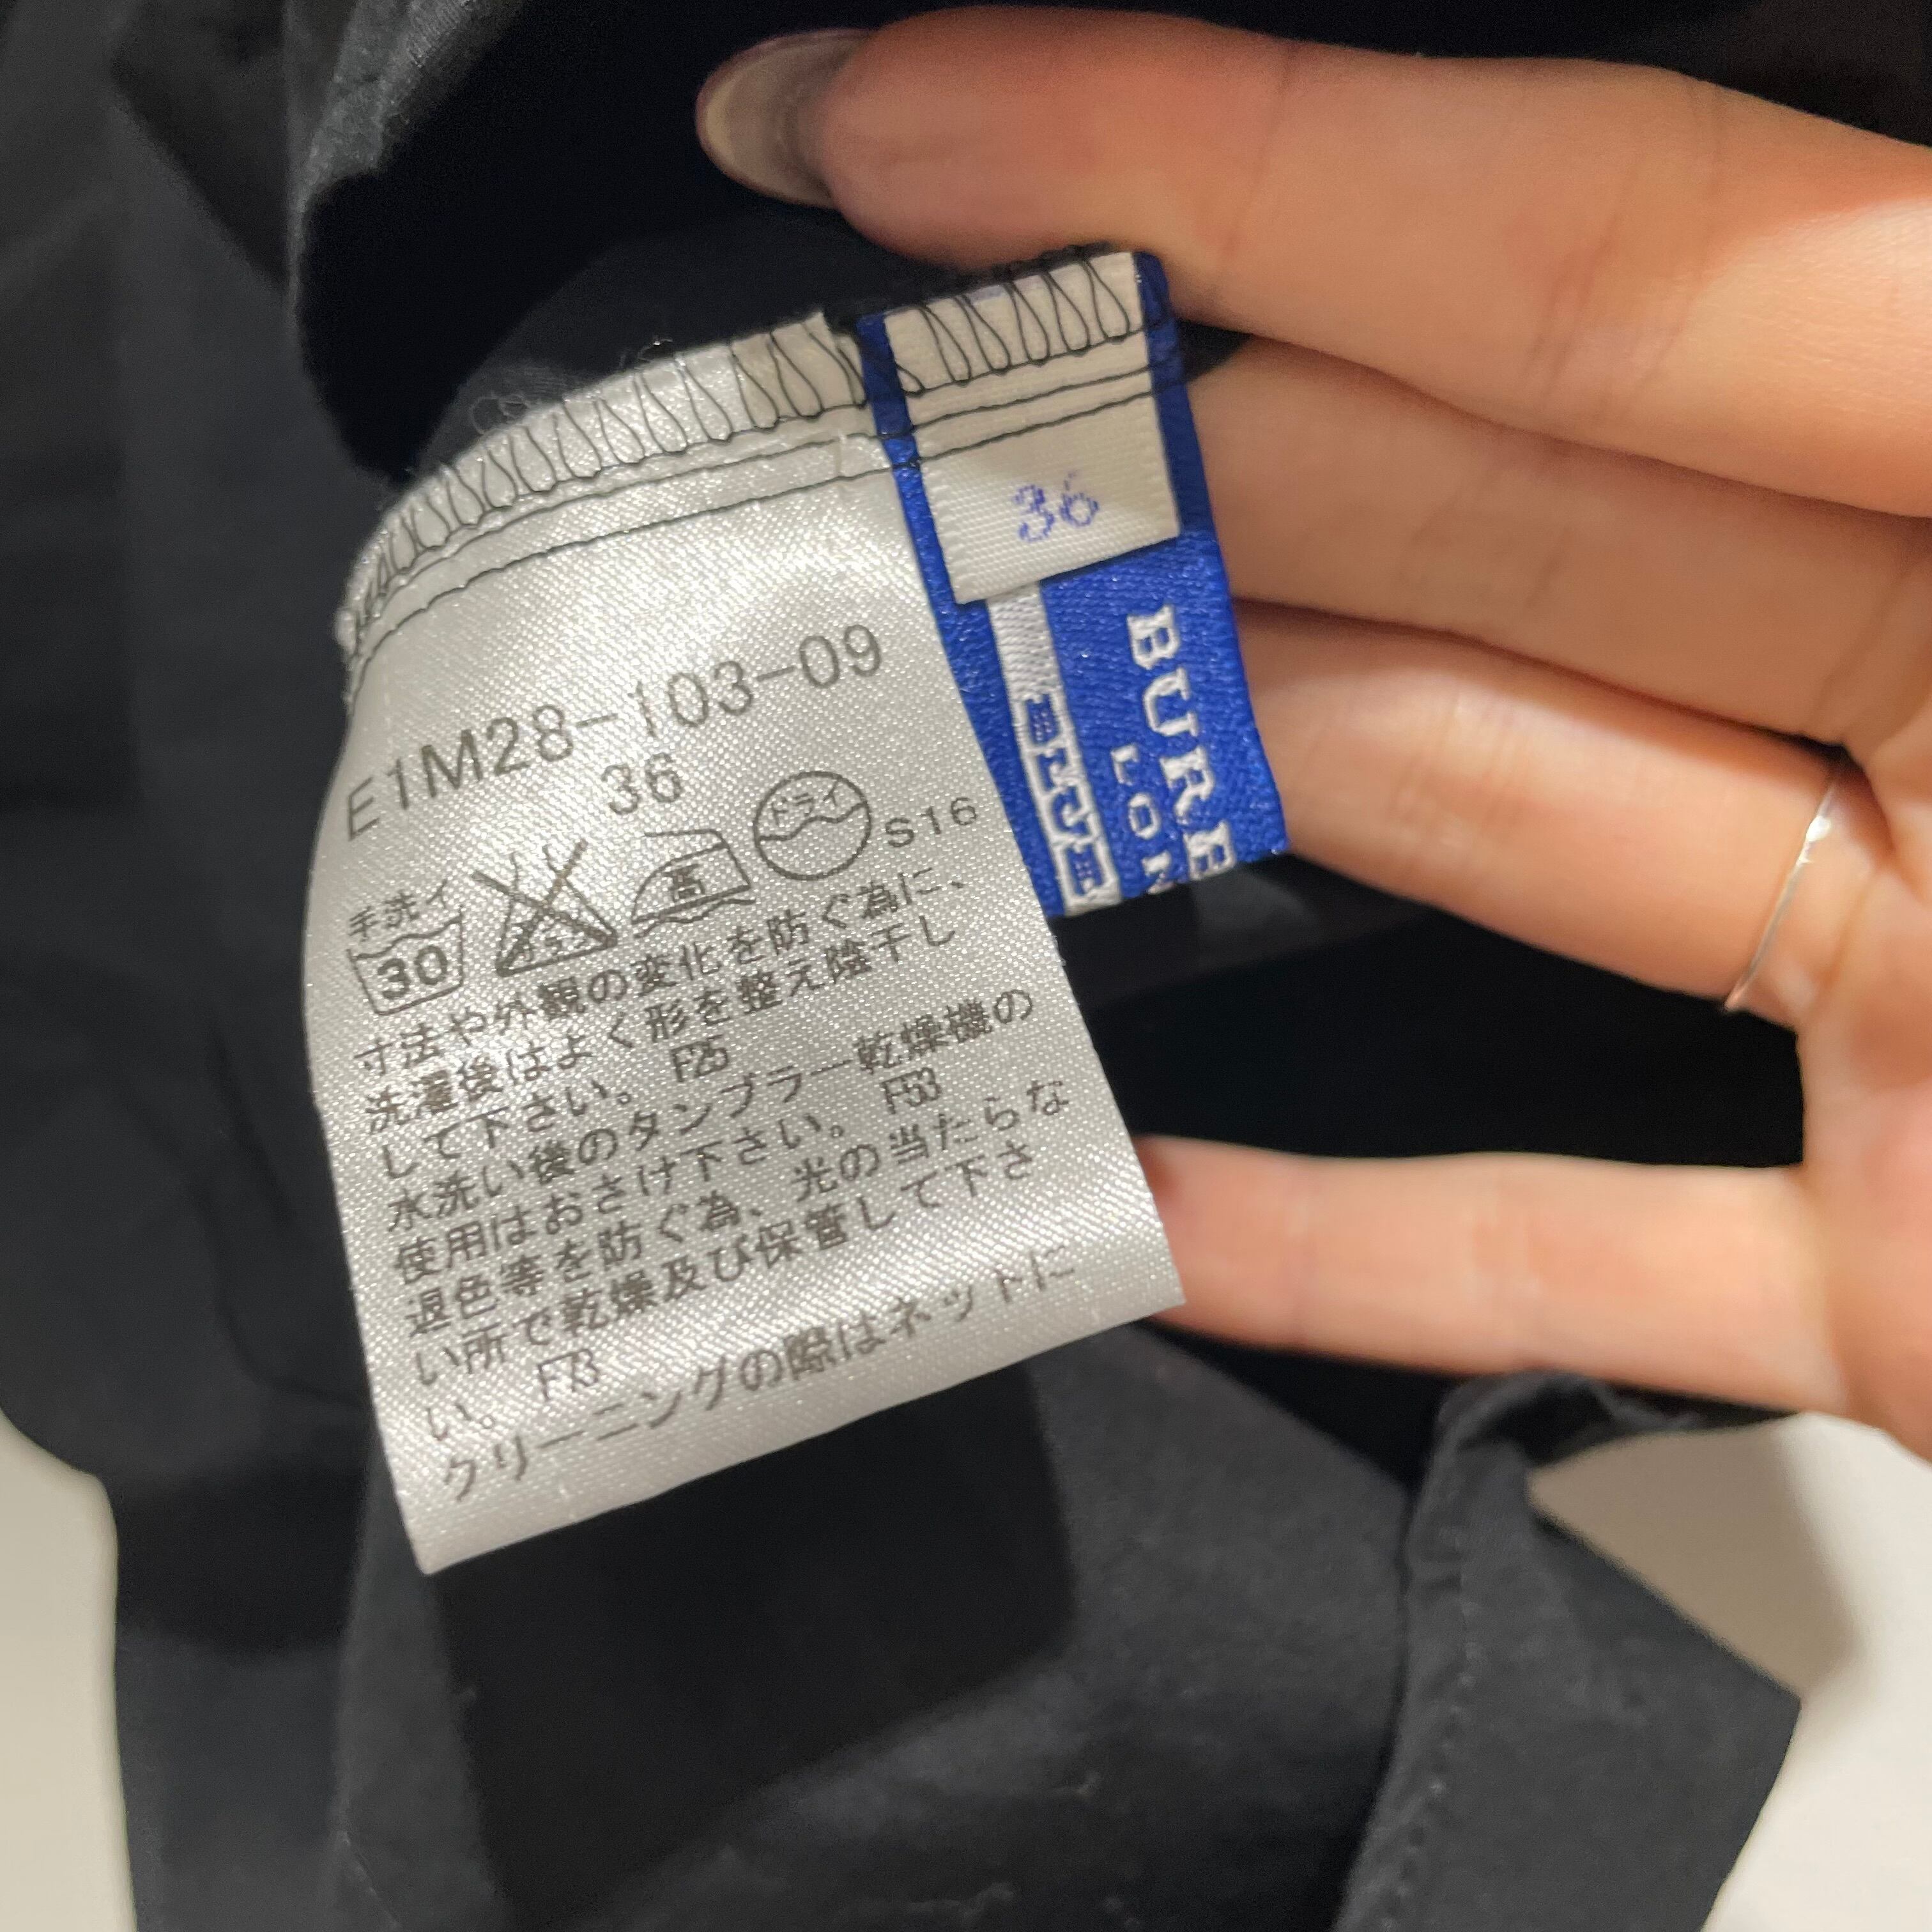 36
BURB
LON
BLUE
E1M28-103-09
36
手洗イ
30
高
ドライ
S16
寸法や外観の変化を防ぐ為に、
洗濯後はよく形を整え陰干し
して下さい。 F25
水洗い後のタンブラー乾燥機の
使用はおさけ下さい。 F53
退色等を防ぐ為、光の当たらな
い所で乾燥及び保管して下さ
い。 F73
クリーニングの際はネットに